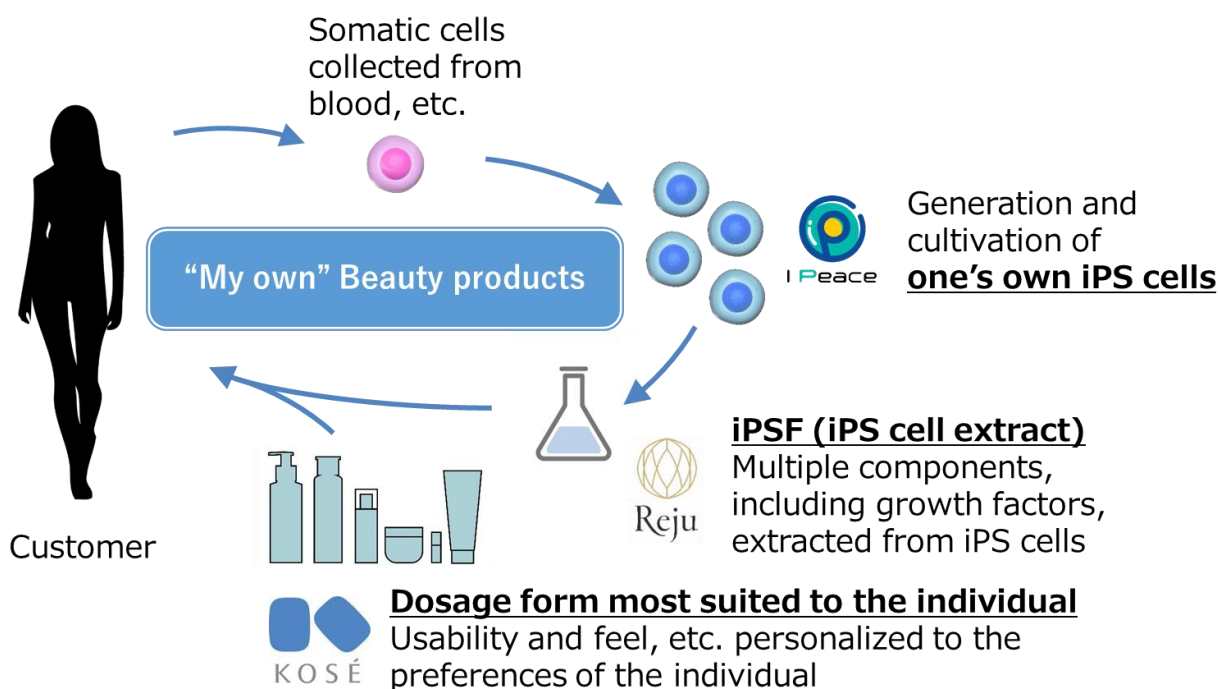 Somatic cells
collected from
blood, etc.
“My own” Beauty products
I Peace
Generation and
cultivation of
one’s own iPS cells
iPSF (iPS cell extract)
Multiple components,
including growth factors,
extracted from iPS cells
Reju
Customer
Dosage form most suited to the individual
Usability and feel, etc. personalized to the
preferences of the individual
KOSÉ